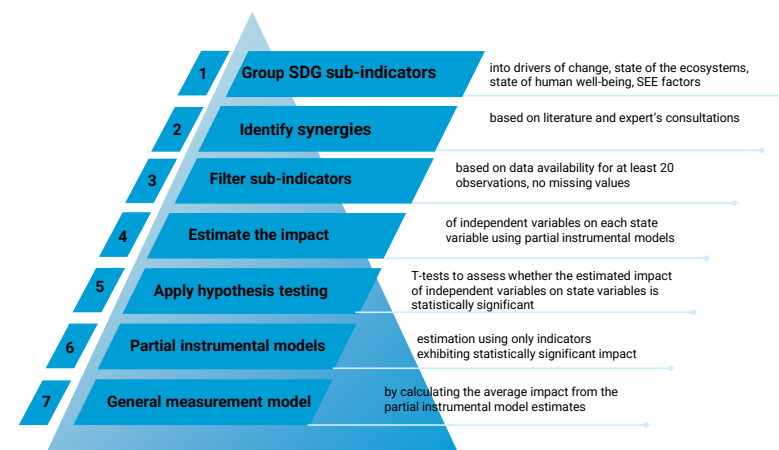 1
Group SDG sub-indicators
into drivers of change, state of the ecosystems,
state of human well-being, SEE factors
2
Identify synergies
based on literature and expert's consultations
3
Filter sub-indicators
based on data availability for at least 20
observations, no missing values
4
Estimate the impact
of independent variables on each state
variable using partial instrumental models
5
Apply hypothesis testing
T-tests to assess whether the estimated impact
of independent variables on state variables is
statistically significant
6
Partial instrumental models
estimation using only indicators
exhibiting statistically significant impact
7
General measurement model
by calculating the average impact from the
partial instrumental model estimates